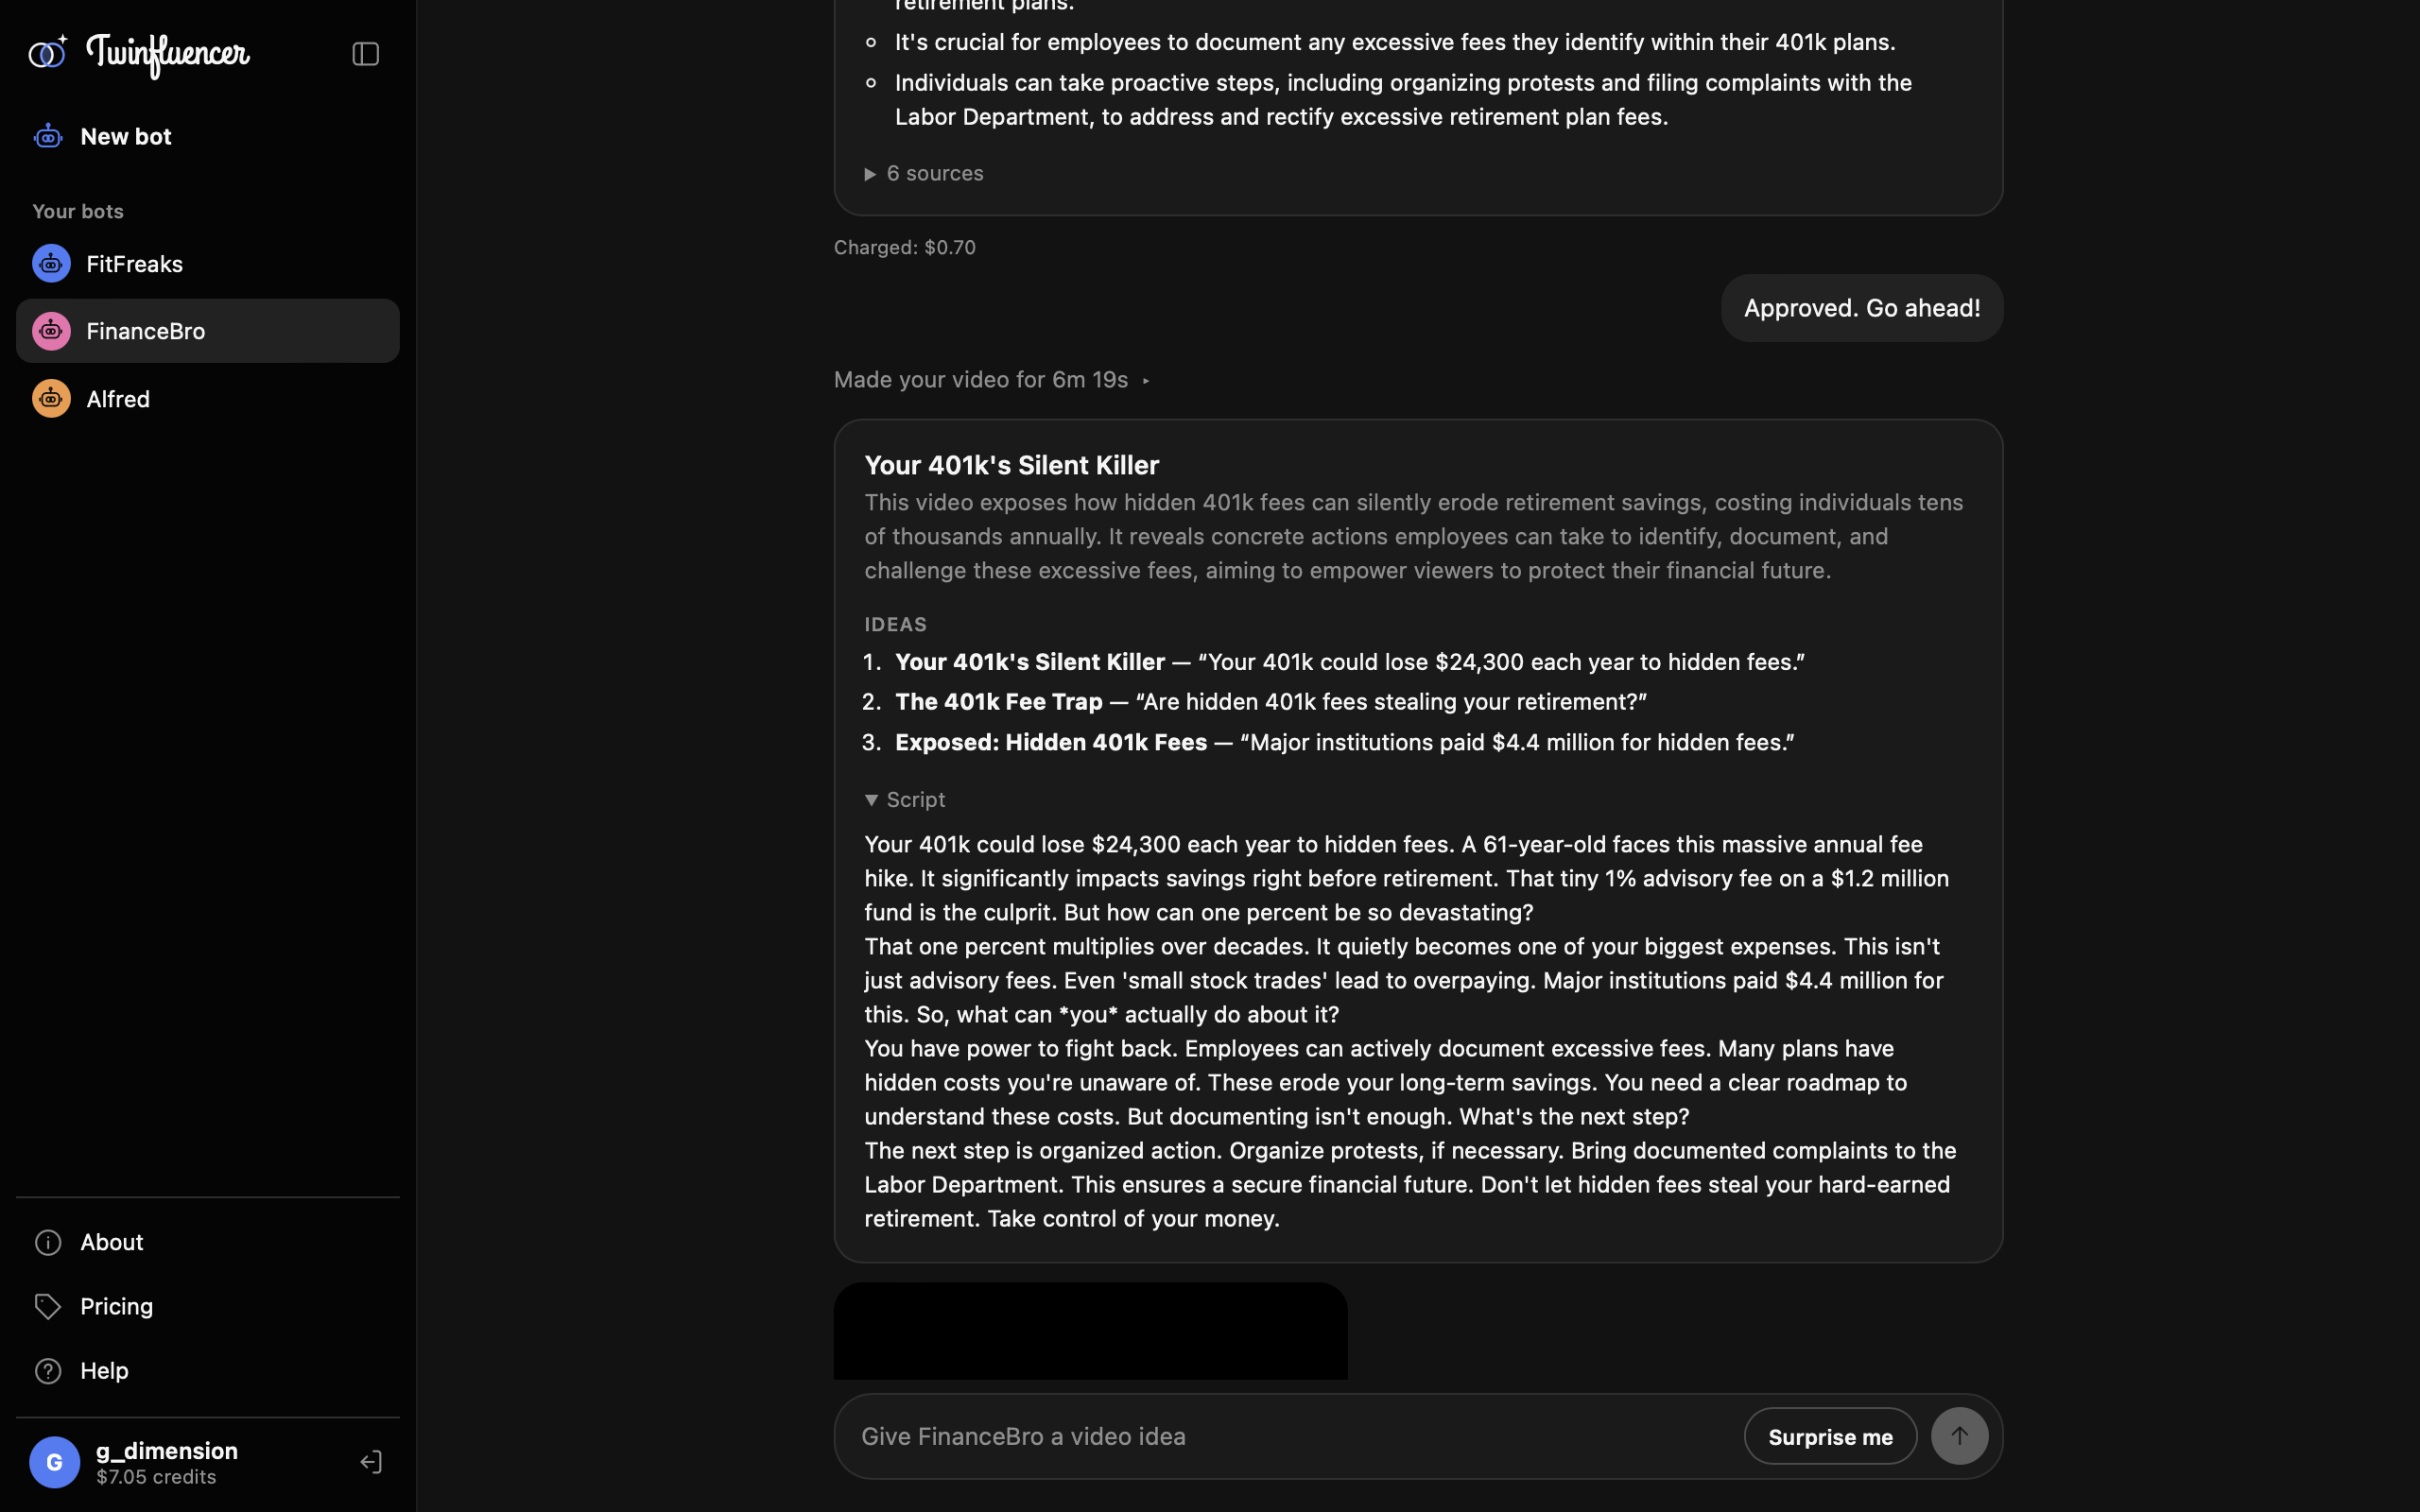 Twinfluencer
New bot
Your bots
FitFreaks
FinanceBro
Alfred
About
Pricing
Help
G
g_dimension
$7.05 credits
retirement plans.
It's crucial for employees to document any excessive fees they identify within their 401k plans.
Individuals can take proactive steps, including organizing protests and filing complaints with the
Labor Department, to address and rectify excessive retirement plan fees.
6 sources
Charged: $0.70
Approved. Go ahead!
Made your video for 6m 19s
Your 401k's Silent Killer
This video exposes how hidden 401k fees can silently erode retirement savings, costing individuals tens
of thousands annually. It reveals concrete actions employees can take to identify, document, and
challenge these excessive fees, aiming to empower viewers to protect their financial future.
IDEAS
1. Your 401k's Silent Killer — “Your 401k could lose $24,300 each year to hidden fees.”
2. The 401k Fee Trap — “Are hidden 401k fees stealing your retirement?”
3. Exposed: Hidden 401k Fees — “Major institutions paid $4.4 million for hidden fees.”
Script
Your 401k could lose $24,300 each year to hidden fees. A 61-year-old faces this massive annual fee
hike. It significantly impacts savings right before retirement. That tiny 1% advisory fee on a $1.2 million
fund is the culprit. But how can one percent be so devastating?
That one percent multiplies over decades. It quietly becomes one of your biggest expenses. This isn't
just advisory fees. Even 'small stock trades' lead to overpaying. Major institutions paid $4.4 million for
this. So, what can *you* actually do about it?
You have power to fight back. Employees can actively document excessive fees. Many plans have
hidden costs you're unaware of. These erode your long-term savings. You need a clear roadmap to
understand these costs. But documenting isn't enough. What's the next step?
The next step is organized action. Organize protests, if necessary. Bring documented complaints to the
Labor Department. This ensures a secure financial future. Don't let hidden fees steal your hard-earned
retirement. Take control of your money.
Give FinanceBro a video idea
Surprise me